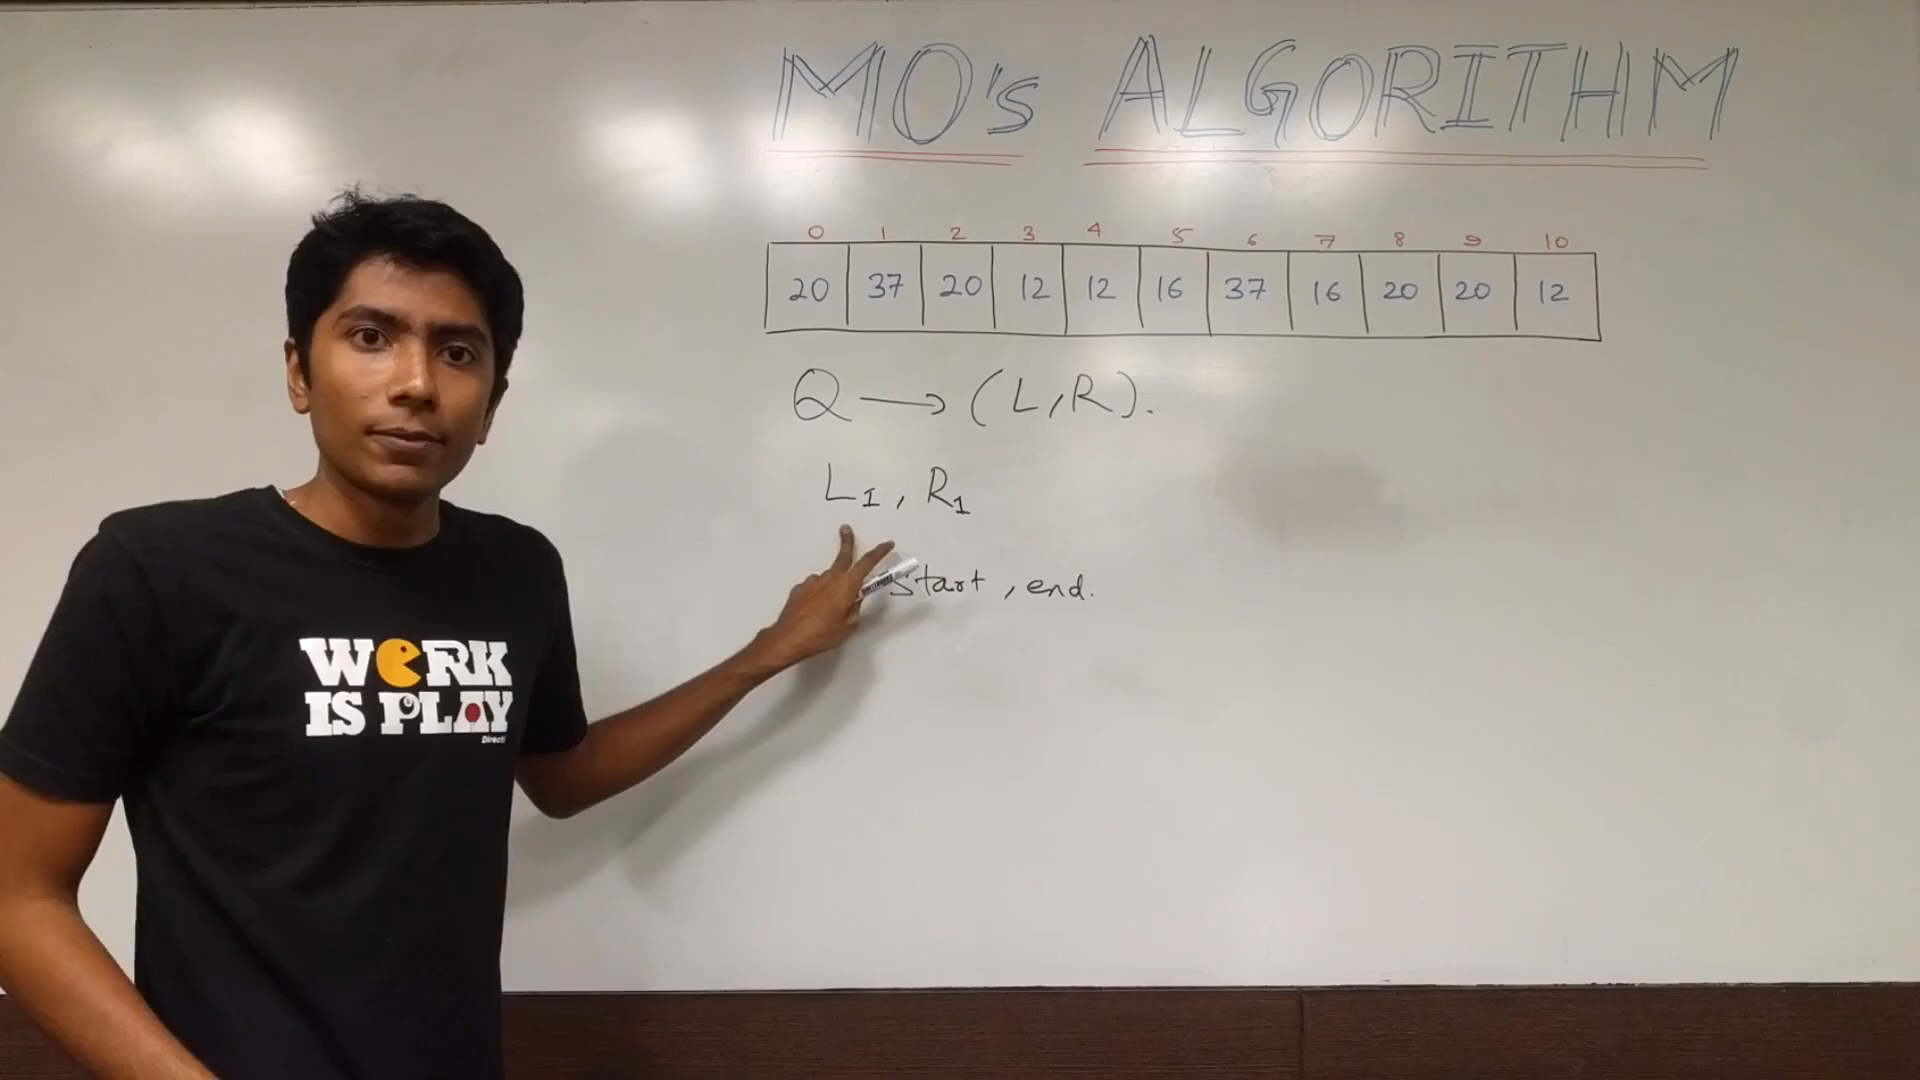 MO's ALGORITHM
0 1 2 3 4 5 6 7 8 9 10
20 37 20 12 12 16 37 16 20 20 12
Q → (L,R).
L1, R1
start, end.
WORK
IS PLAY
Directi